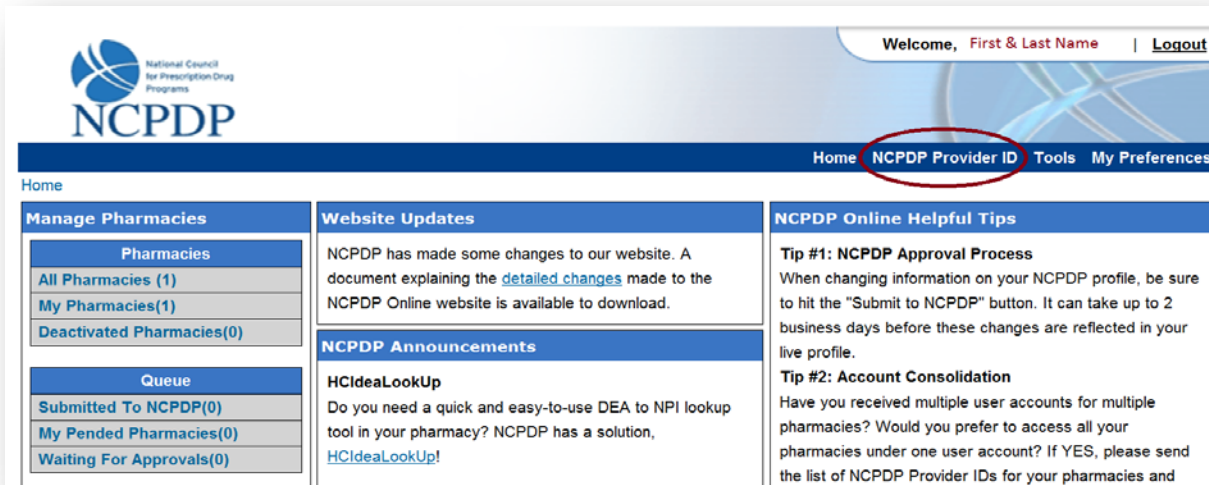 National Council
for Prescription Drug
Programs
NCPDP
Welcome, First & Last Name | Logout
Home NCPDP Provider ID Tools My Preferences
Home
Manage Pharmacies
Pharmacies
All Pharmacies (1)
My Pharmacies(1)
Deactivated Pharmacies(0)
Queue
Submitted To NCPDP(0)
My Pended Pharmacies(0)
Waiting For Approvals(0)
Website Updates
NCPDP has made some changes to our website. A
document explaining the detailed changes made to the
NCPDP Online website is available to download.
NCPDP Announcements
HCIdeaLookUp
Do you need a quick and easy-to-use DEA to NPI lookup
tool in your pharmacy? NCPDP has a solution,
HCIdeaLookUp!
NCPDP Online Helpful Tips
Tip #1: NCPDP Approval Process
When changing information on your NCPDP profile, be sure
to hit the "Submit to NCPDP" button. It can take up to 2
business days before these changes are reflected in your
live profile.
Tip #2: Account Consolidation
Have you received multiple user accounts for multiple
pharmacies? Would you prefer to access all your
pharmacies under one user account? If YES, please send
the list of NCPDP Provider IDs for your pharmacies and